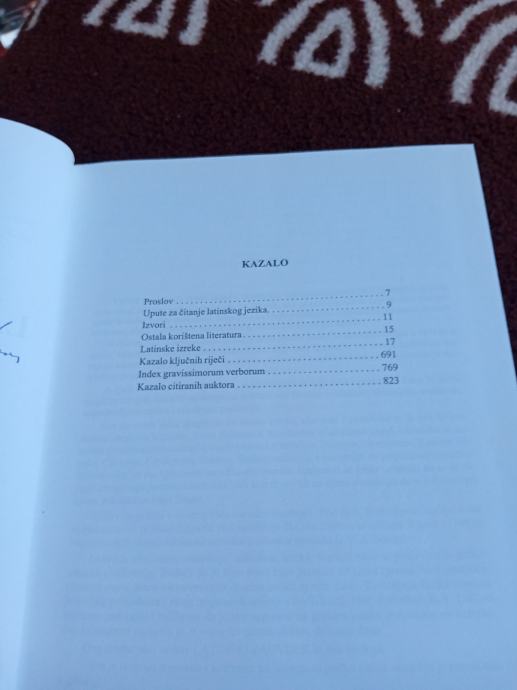 KAZALO
Proslov . . . . . . . . . . . . . . . . . . . . . . . . . . . . . . . . . . . . . . . . 7
Upute za čitanje latinskog jezika. . . . . . . . . . . . . . . . . . . . . 9
Izvori . . . . . . . . . . . . . . . . . . . . . . . . . . . . . . . . . . . . . . . . 11
Ostala korištena literatura . . . . . . . . . . . . . . . . . . . . . . . . . 15
Latinske izreke . . . . . . . . . . . . . . . . . . . . . . . . . . . . . . . . . 17
Kazalo ključnih riječi . . . . . . . . . . . . . . . . . . . . . . . . . . . . 691
Index gravissimorum verborum . . . . . . . . . . . . . . . . . . . . 769
Kazalo citiranih auktora . . . . . . . . . . . . . . . . . . . . . . . . . . 823